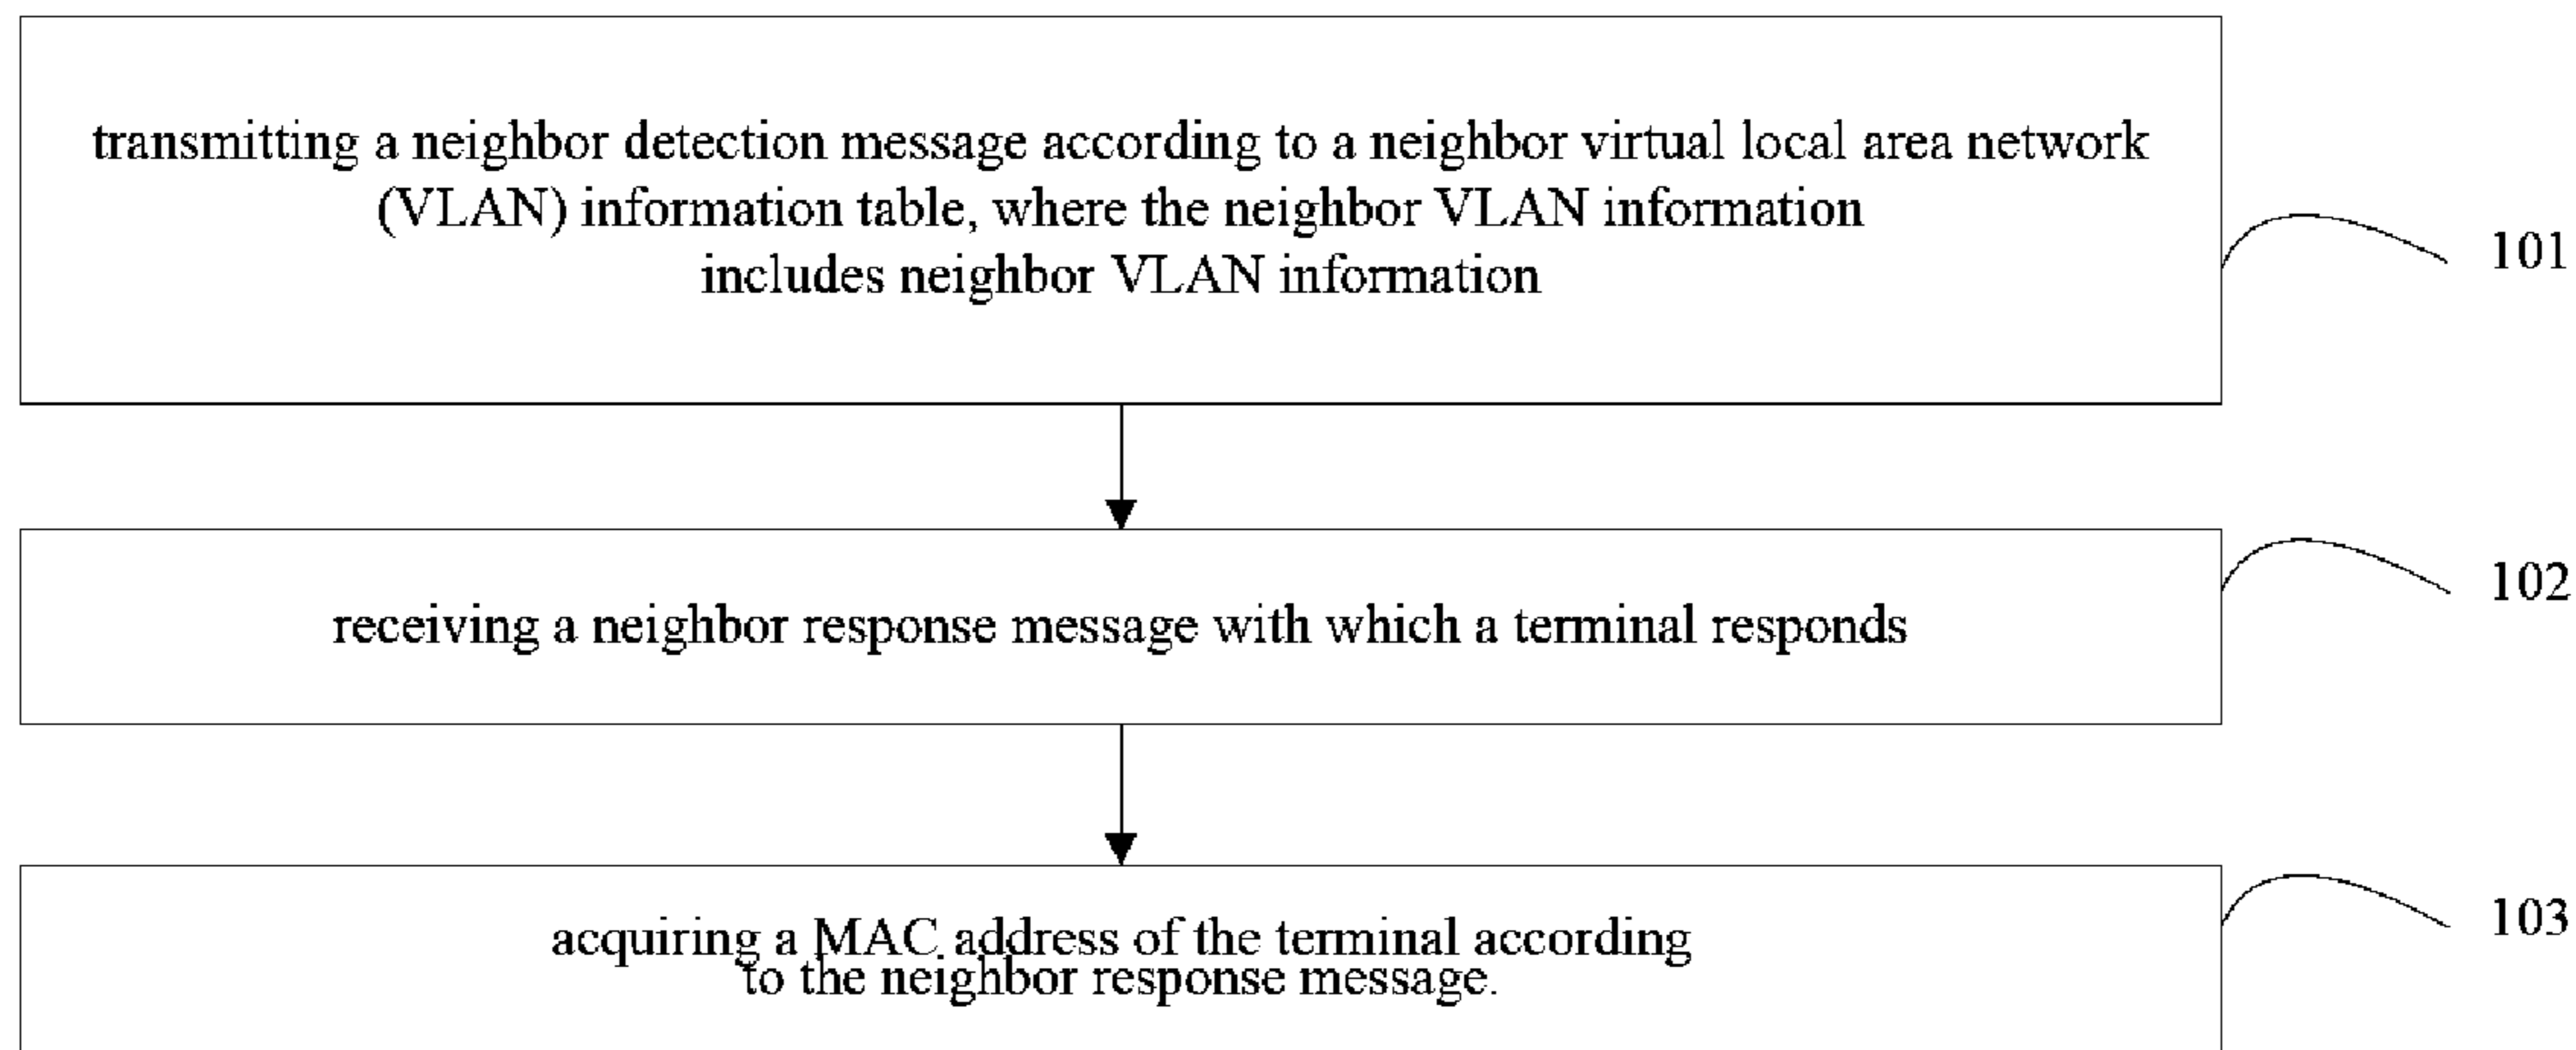 transmitting a neighbor detection message according to a neighbor virtual local area network
(VLAN) information table, where the neighbor VLAN information
includes neighbor VLAN information
101
receiving a neighbor response message with which a terminal responds
102
acquiring a MAC address of the terminal according
to the neighbor response message.
103